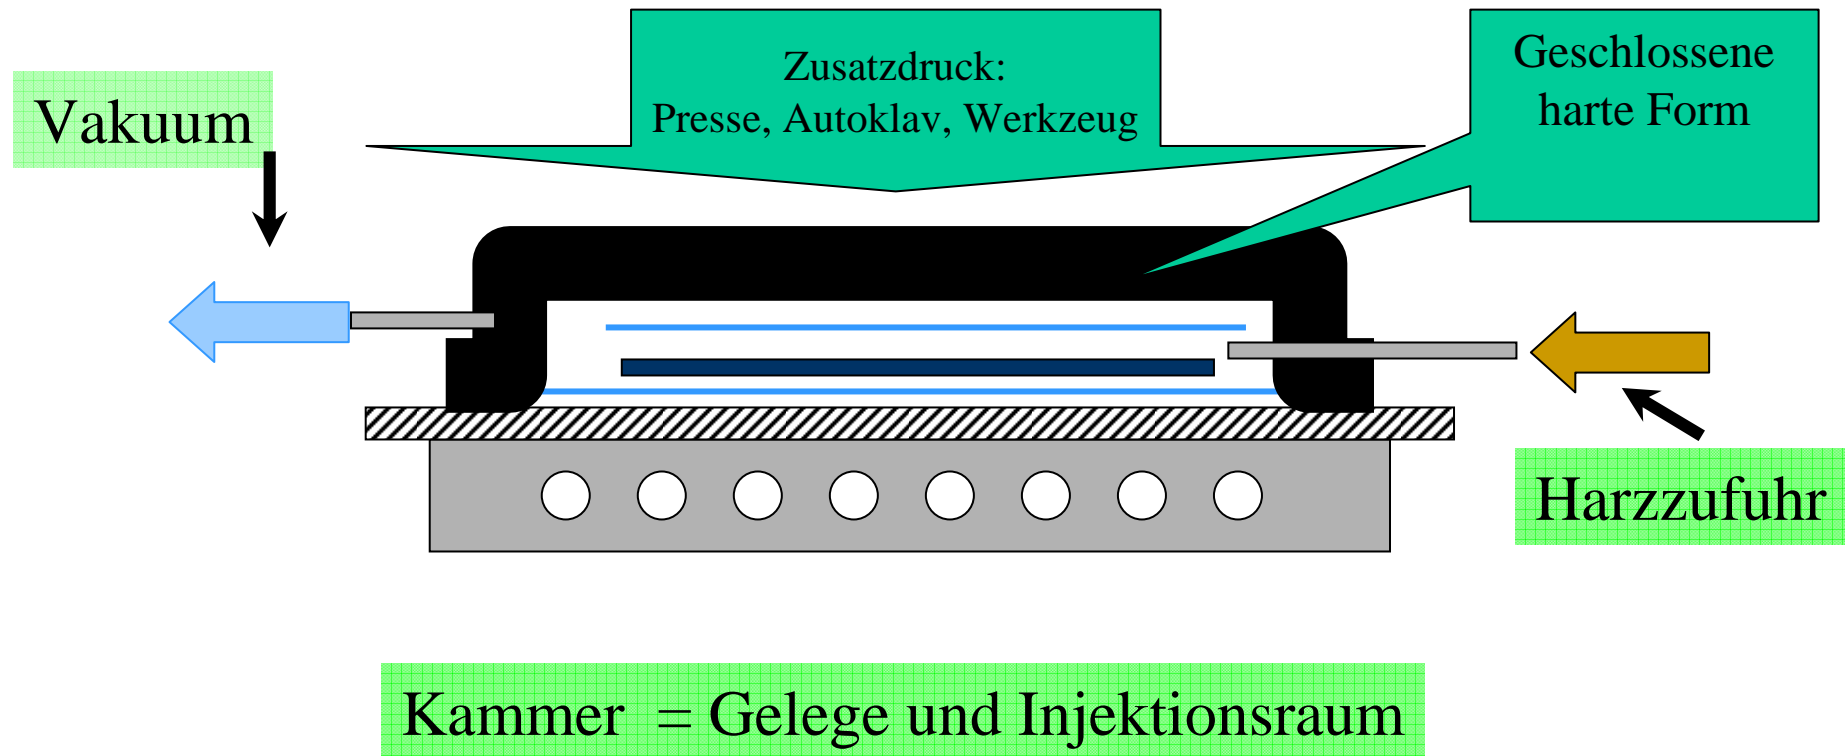 Vakuum
Zusatzdruck:
Presse, Autoklav, Werkzeug
Geschlossene
harte Form
Harzzufuhr
Kammer = Gelege und Injektionsraum